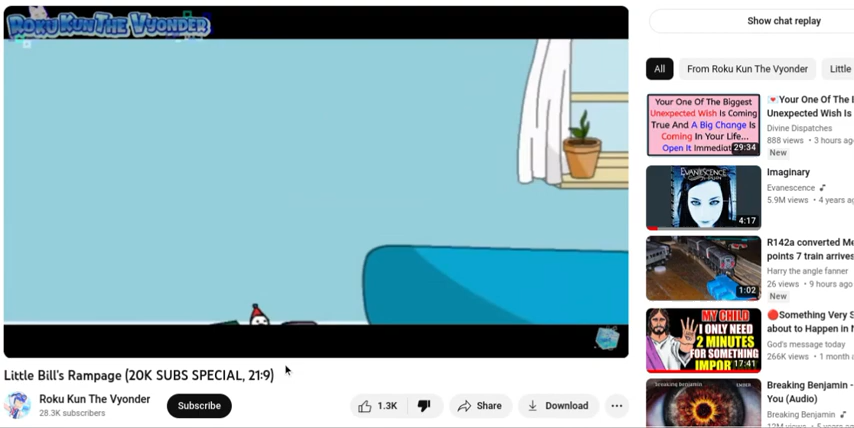 ROKU KUN THE VYONDER
Little Bill's Rampage (20K SUBS SPECIAL, 21:9)
Roku Kun The Vyonder
28.3K subscribers
Subscribe
1.3K
Share
Download
Show chat replay
All
From Roku Kun The Vyonder
Little
Your One Of The Biggest
Unexpected Wish Is Coming
True And A Big Change Is
Coming In Your Life...
Open It Immediat
29:34
💌Your One Of The
Unexpected Wish Is
Divine Dispatches
888 views • 3 hours ag
New
EVANESCENCE
4:17
Imaginary
Evanescence
5.9M views • 4 years a
1:02
R142a converted Me
points 7 train arrives
Harry the angle fanner
26 views • 9 hours ago
New
MY CHILD
I ONLY NEED
2 MINUTES
FOR SOMETHING
IMPOR
17:41
🔴Something Very S
about to Happen in
God's message today
266K views • 1 month a
breaking benjamin
Breaking Benjamin -
You (Audio)
Breaking Benjamin